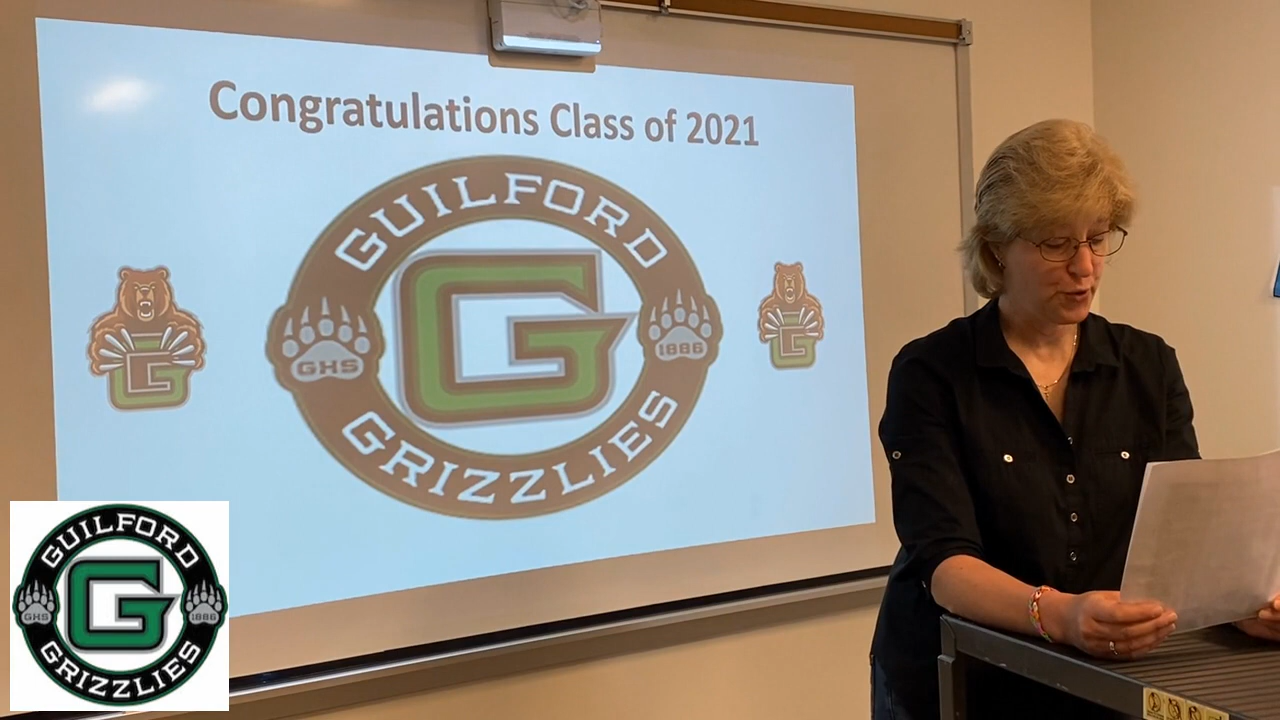 Congratulations Class of 2021
GUILFORD
G
GHS
1886
GRIZZLIES
G
G
GUILFORD
G
GHS
1886
GRIZZLIES